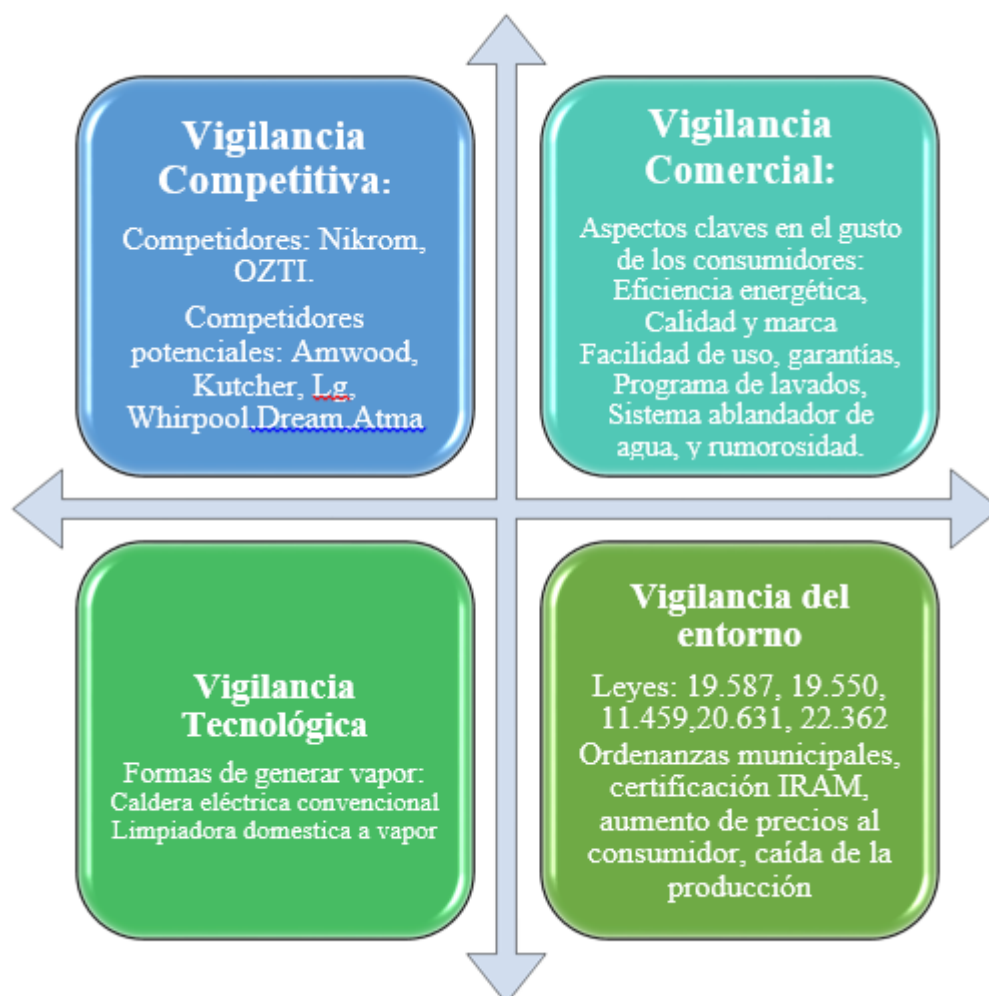 Vigilancia
Competitiva:
Competidores: Nikrom,
OZTI.
Competidores
potenciales: Amwood,
Kutcher, Lg,
Whirpool,Dream,Atma
Vigilancia
Comercial:
Aspectos claves en el gusto
de los consumidores:
Eficiencia energética,
Calidad y marca
Facilidad de uso, garantías,
Programa de lavados,
Sistema ablandador de
agua, y rumorosidad.
Vigilancia
Tecnológica
Formas de generar vapor:
Caldera eléctrica convencional
Limpiadora domestica a vapor
Vigilancia del
entorno
Leyes: 19.587, 19.550,
11.459,20.631, 22.362
Ordenanzas municipales,
certificación IRAM,
aumento de precios al
consumidor, caída de la
producción